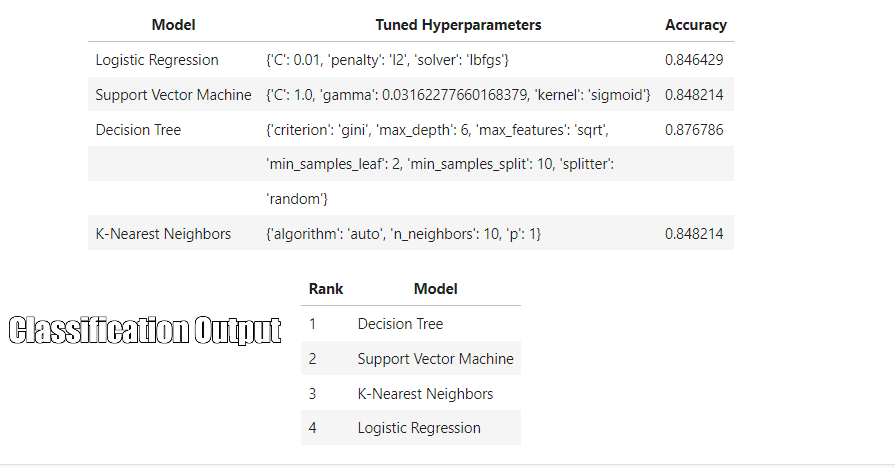 Model Tuned Hyperparameters Accuracy
Logistic Regression {'C': 0.01, 'penalty': 'l2', 'solver': 'lbfgs'} 0.846429
Support Vector Machine {'C': 1.0, 'gamma': 0.03162277660168379, 'kernel': 'sigmoid'} 0.848214
Decision Tree {'criterion': 'gini', 'max_depth': 6, 'max_features': 'sqrt', 0.876786
'min_samples_leaf': 2, 'min_samples_split': 10, 'splitter':
'random'}
K-Nearest Neighbors {'algorithm': 'auto', 'n_neighbors': 10, 'p': 1} 0.848214
Classification Output
Rank Model
1 Decision Tree
2 Support Vector Machine
3 K-Nearest Neighbors
4 Logistic Regression